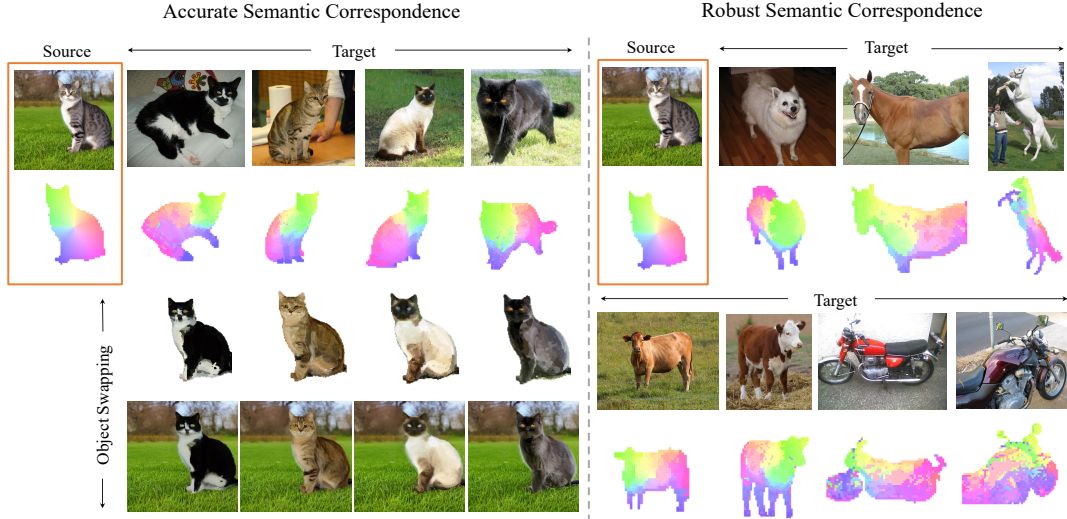 Accurate Semantic Correspondence
Robust Semantic Correspondence
Source
Target
Source
Target
Target
Object Swapping